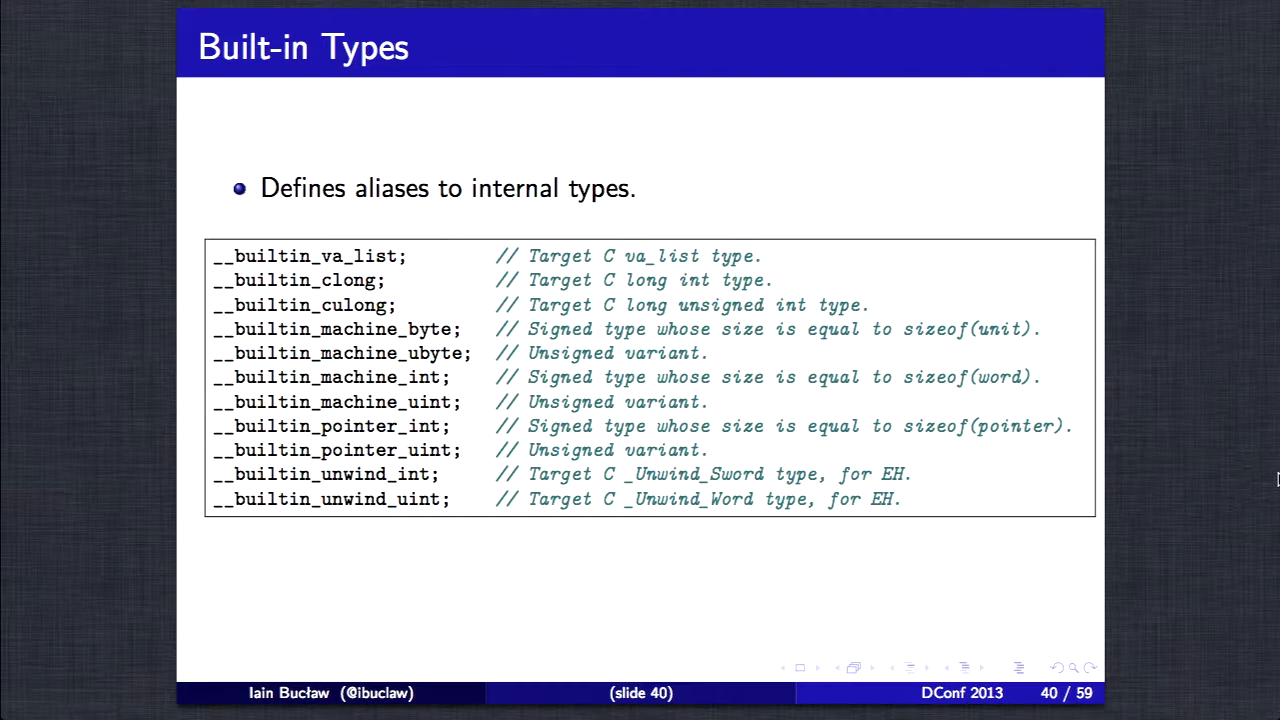 Built-in Types
Defines aliases to internal types.
__builtin_va_list; // Target C va_list type.
__builtin_clong; // Target C long int type.
__builtin_culong; // Target C long unsigned int type.
__builtin_machine_byte; // Signed type whose size is equal to sizeof(unit).
__builtin_machine_ubyte; // Unsigned variant.
__builtin_machine_int; // Signed type whose size is equal to sizeof(word).
__builtin_machine_uint; // Unsigned variant.
__builtin_pointer_int; // Signed type whose size is equal to sizeof(pointer).
__builtin_pointer_uint; // Unsigned variant.
__builtin_unwind_int; // Target C _Unwind_Sword type, for EH.
__builtin_unwind_uint; // Target C _Unwind_Word type, for EH.
Iain Bucław (@ibuclaw) (slide 40) DConf 2013 40 / 59